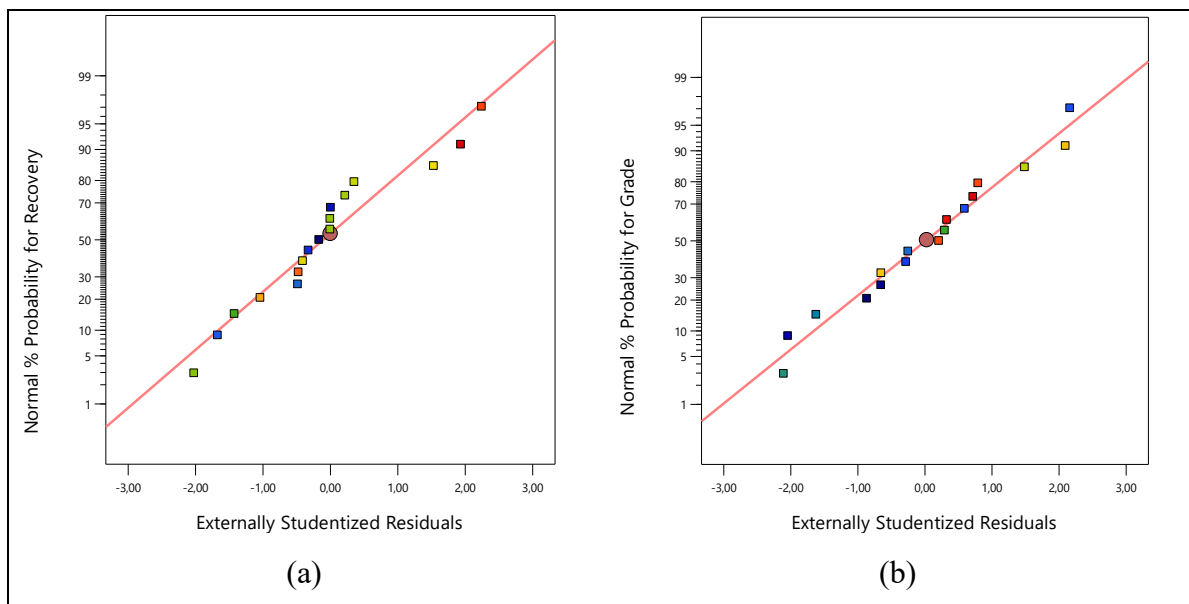 Normal % Probability for Recovery
99
95
90
80
70
50
30
20
10
5
1
-3,00 -2,00 -1,00 0,00 1,00 2,00 3,00
Externally Studentized Residuals
(a)
Normal % Probability for Grade
99
95
90
80
70
50
30
20
10
5
1
-3,00 -2,00 -1,00 0,00 1,00 2,00 3,00
Externally Studentized Residuals
(b)